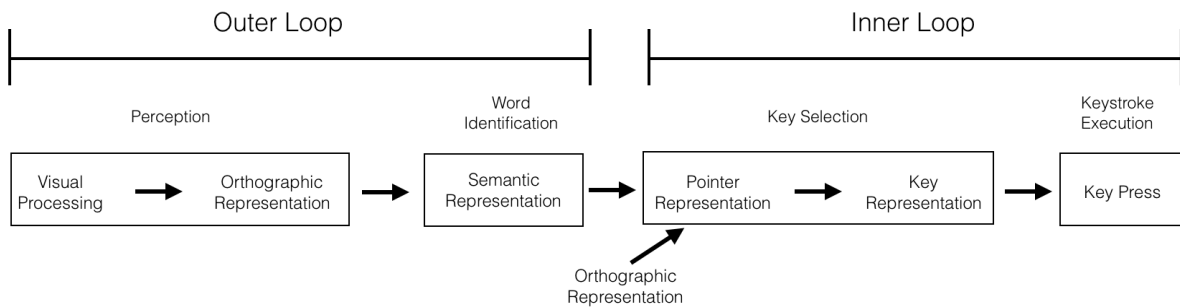 Outer Loop
Inner Loop
Perception
Word
Identification
Key Selection
Keystroke
Execution
Visual
Processing
Orthographic
Representation
Semantic
Representation
Pointer
Representation
Key
Representation
Key Press
Orthographic
Representation